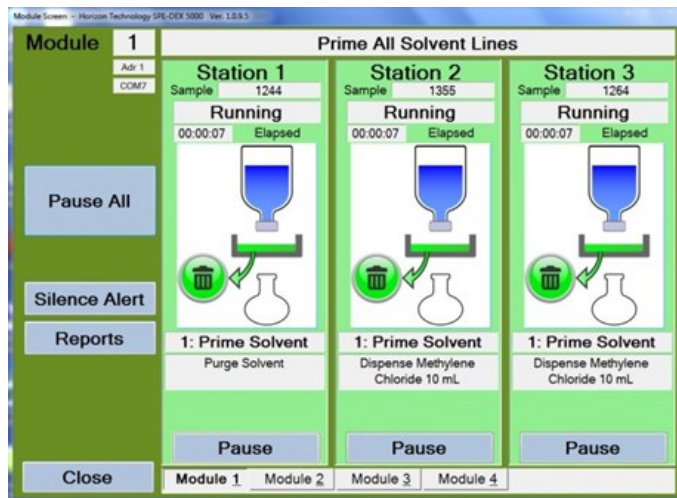 Module Screen - Horizon Technology SPE-DEX 5000 Ver. 1.0.9.5
Module 1
Adr 1
COM7
Pause All
Silence Alert
Reports
Close
Prime All Solvent Lines
Station 1
Sample 1244
Running
00:00:07 Elapsed
1: Prime Solvent
Purge Solvent
Pause
Station 2
Sample 1355
Running
00:00:07 Elapsed
1: Prime Solvent
Dispense Methylene
Chloride 10 mL
Pause
Station 3
Sample 1264
Running
00:00:07 Elapsed
1: Prime Solvent
Dispense Methylene
Chloride 10 mL
Pause
Module 1 Module 2 Module 3 Module 4